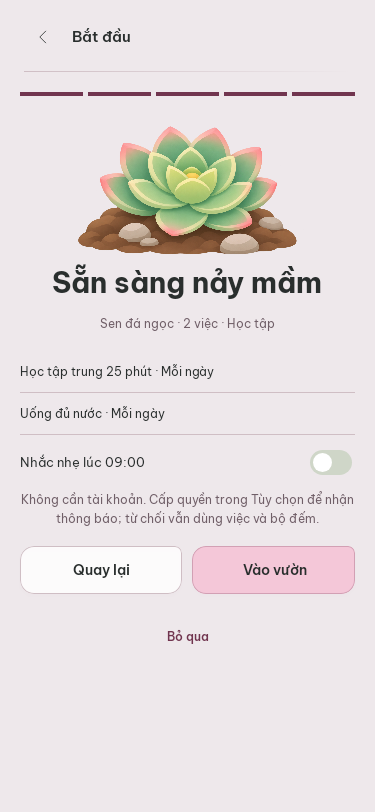 Bắt đầu
Sẵn sàng nảy mầm
Sen đá ngọc · 2 việc · Học tập
Học tập trung 25 phút · Mỗi ngày
Uống đủ nước · Mỗi ngày
Nhắc nhẹ lúc 09:00
Không cần tài khoản. Cấp quyền trong Tùy chọn để nhận
thông báo; từ chối vẫn dùng việc và bộ đếm.
Quay lại
Vào vườn
Bỏ qua